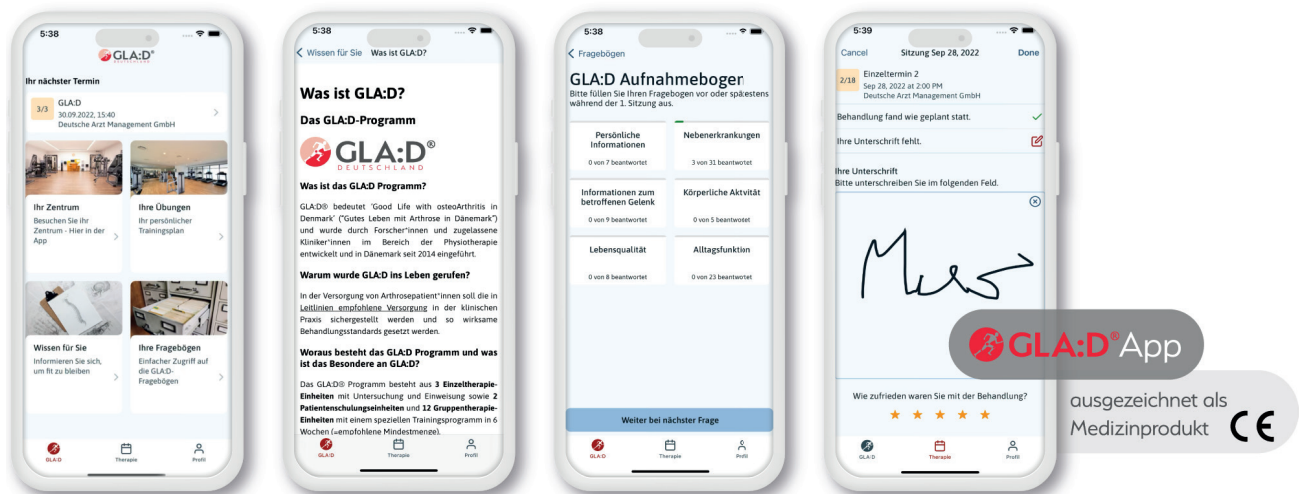 5:38
GLA:D®
DEUTSCHLAND
Ihr nächster Termin
3/3
GLA:D
30.09.2022, 15:40
Deutsche Arzt Management GmbH
Ihr Zentrum
Besuchen Sie ihr
Zentrum - Hier in der
App
Ihre Übungen
Ihr persönlicher
Trainingsplan
Wissen für Sie
Informieren Sie sich,
um fit zu bleiben
Ihre Fragebögen
Einfacher Zugriff auf
die GLA:D-
Fragebögen
GLA:D
Therapie
Profil
5:38
Wissen für Sie Was ist GLA:D?
Was ist GLA:D?
Das GLA:D-Programm
GLA:D®
DEUTSCHLAND
Was ist das GLA:D Programm?
GLA:D® bedeutet ‘Good Life with osteoArthritis in
Denmark’ (“Gutes Leben mit Arthrose in Dänemark”)
und wurde durch Forscher*innen und zugelassene
Kliniker*innen im Bereich der Physiotherapie
entwickelt und in Dänemark seit 2014 eingeführt.
Warum wurde GLA:D ins Leben gerufen?
In der Versorgung von Arthrosepatient*innen soll die in
Leitlinien empfohlene Versorgung in der klinischen
Praxis sichergestellt werden und so wirksame
Behandlungsstandards gesetzt werden.
Woraus besteht das GLA:D Programm und was
ist das Besondere an GLA:D?
Das GLA:D® Programm besteht aus 3 Einzeltherapie-
Einheiten mit Untersuchung und Einweisung sowie 2
Patientenschulungseinheiten und 12 Gruppentherapie-
Einheiten mit einem speziellen Trainingsprogramm in 6
Wochen (=empfohlene Mindestmenge).
GLA:D
Therapie
Profil
5:38
Fragebögen
GLA:D Aufnahmebogen
Bitte füllen Sie Ihren Fragebogen vor oder spätestens
während der 1. Sitzung aus.
Persönliche
Informationen
0 von 7 beantwortet
Nebenerkrankungen
3 von 31 beantwortet
Informationen zum
betroffenen Gelenk
0 von 9 beantwortet
Körperliche Aktvität
0 von 5 beantwortet
Lebensqualität
0 von 8 beantwortet
Alltagsfunktion
0 von 23 beantwortet
Weiter bei nächster Frage
GLA:D
Therapie
Profil
5:39
Cancel Sitzung Sep 28, 2022 Done
2/18
Einzeltermin 2
Sep 28, 2022 at 2:00 PM
Deutsche Arzt Management GmbH
Behandlung fand wie geplant statt.
Ihre Unterschrift fehlt.
Ihre Unterschrift
Bitte unterschreiben Sie im folgenden Feld.
Wie zufrieden waren Sie mit der Behandlung?
GLA:D
Therapie
Profil
GLA:D® App
ausgezeichnet als
Medizinprodukt CE